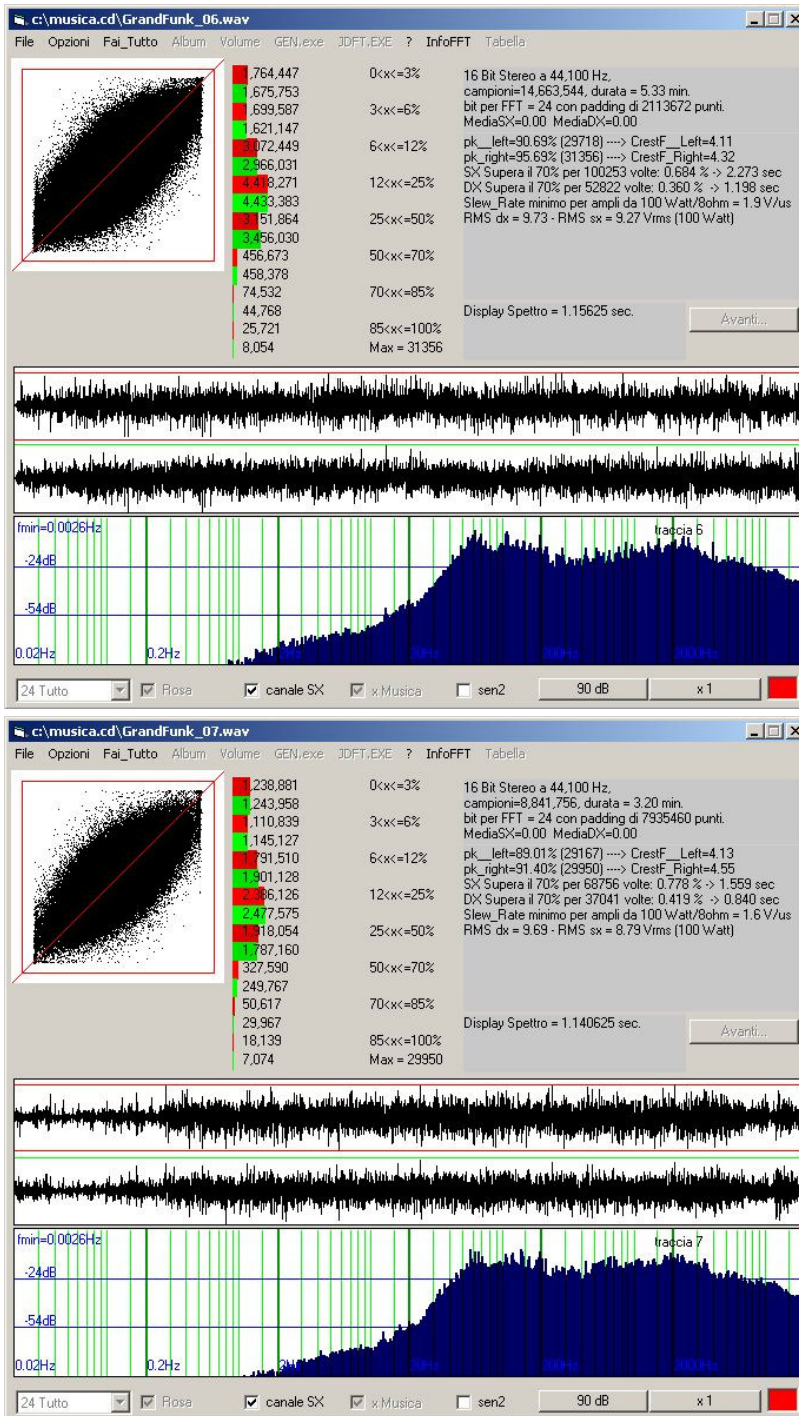 c:\musica.cd\GrandFunk_06.wav
File Opzioni Fai_Tutto Album Volume GEN.exe JDFT.EXE ? InfoFFT Tabella
1,764,447 0<x<=3%
1,675,753
1,699,587 3<x<=6%
1,621,147
3,072,449 6<x<=12%
2,966,031
4,418,271 12<x<=25%
4,433,383
3,151,864 25<x<=50%
3,456,030
456,673 50<x<=70%
458,378
74,532 70<x<=85%
44,768
25,721 85<x<=100%
8,054 Max = 31356
16 Bit Stereo a 44,100 Hz,
campioni=14,663,544, durata = 5.33 min.
bit per FFT = 24 con padding di 2113672 punti.
MediaSX=0.00 MediaDX=0.00
pk__left=90.69% (29718) ----> CrestF__Left=4.11
pk_right=95.69% (31356) ----> CrestF_Right=4.32
SX Supera il 70% per 100253 volte: 0.684 % -> 2.273 sec
DX Supera il 70% per 52822 volte: 0.360 % -> 1.198 sec
Slew_Rate minimo per ampli da 100 Watt/8ohm = 1.9 V/us
RMS dx = 9.73 - RMS sx = 9.27 Vrms (100 Watt)
Display Spettro = 1.15625 sec.
Avanti...
fmin=0.0026Hz traccia 6
-24dB
-54dB
0.02Hz 0.2Hz 2Hz 20Hz 200Hz 2000Hz
24 Tutto Rosa canale SX x Musica sen2 90 dB x 1
c:\musica.cd\GrandFunk_07.wav
File Opzioni Fai_Tutto Album Volume GEN.exe JDFT.EXE ? InfoFFT Tabella
1,238,881 0<x<=3%
1,243,958
1,110,839 3<x<=6%
1,145,127
1,791,510 6<x<=12%
1,901,128
2,386,126 12<x<=25%
2,477,575
1,918,054 25<x<=50%
1,787,160
327,590 50<x<=70%
249,767
50,617 70<x<=85%
29,967
18,139 85<x<=100%
7,074 Max = 29950
16 Bit Stereo a 44,100 Hz,
campioni=8,841,756, durata = 3.20 min.
bit per FFT = 24 con padding di 7935460 punti.
MediaSX=0.00 MediaDX=0.00
pk__left=89.01% (29167) ----> CrestF__Left=4.13
pk_right=91.40% (29950) ----> CrestF_Right=4.55
SX Supera il 70% per 68756 volte: 0.778 % -> 1.559 sec
DX Supera il 70% per 37041 volte: 0.419 % -> 0.840 sec
Slew_Rate minimo per ampli da 100 Watt/8ohm = 1.6 V/us
RMS dx = 9.69 - RMS sx = 8.79 Vrms (100 Watt)
Display Spettro = 1.140625 sec.
Avanti...
fmin=0.0026Hz traccia 7
-24dB
-54dB
0.02Hz 0.2Hz 2Hz 20Hz 200Hz 2000Hz
24 Tutto Rosa canale SX x Musica sen2 90 dB x 1